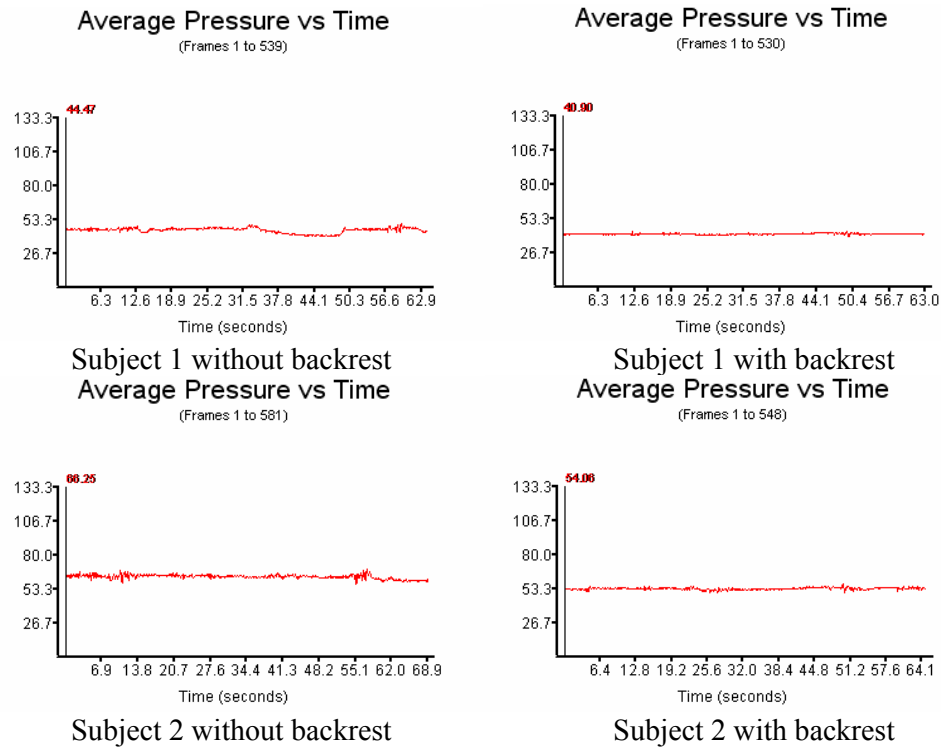 Average Pressure vs Time
(Frames 1 to 539)
44.47
133.3
106.7
80.0
53.3
26.7
6.3 12.6 18.9 25.2 31.5 37.8 44.1 50.3 56.6 62.9
Time (seconds)
Subject 1 without backrest
Average Pressure vs Time
(Frames 1 to 530)
40.90
133.3
106.7
80.0
53.3
26.7
6.3 12.6 18.9 25.2 31.5 37.8 44.1 50.4 56.7 63.0
Time (seconds)
Subject 1 with backrest
Average Pressure vs Time
(Frames 1 to 581)
66.25
133.3
106.7
80.0
53.3
26.7
6.9 13.8 20.7 27.6 34.4 41.3 48.2 55.1 62.0 68.9
Time (seconds)
Subject 2 without backrest
Average Pressure vs Time
(Frames 1 to 548)
54.06
133.3
106.7
80.0
53.3
26.7
6.4 12.8 19.2 25.6 32.0 38.4 44.8 51.2 57.6 64.1
Time (seconds)
Subject 2 with backrest